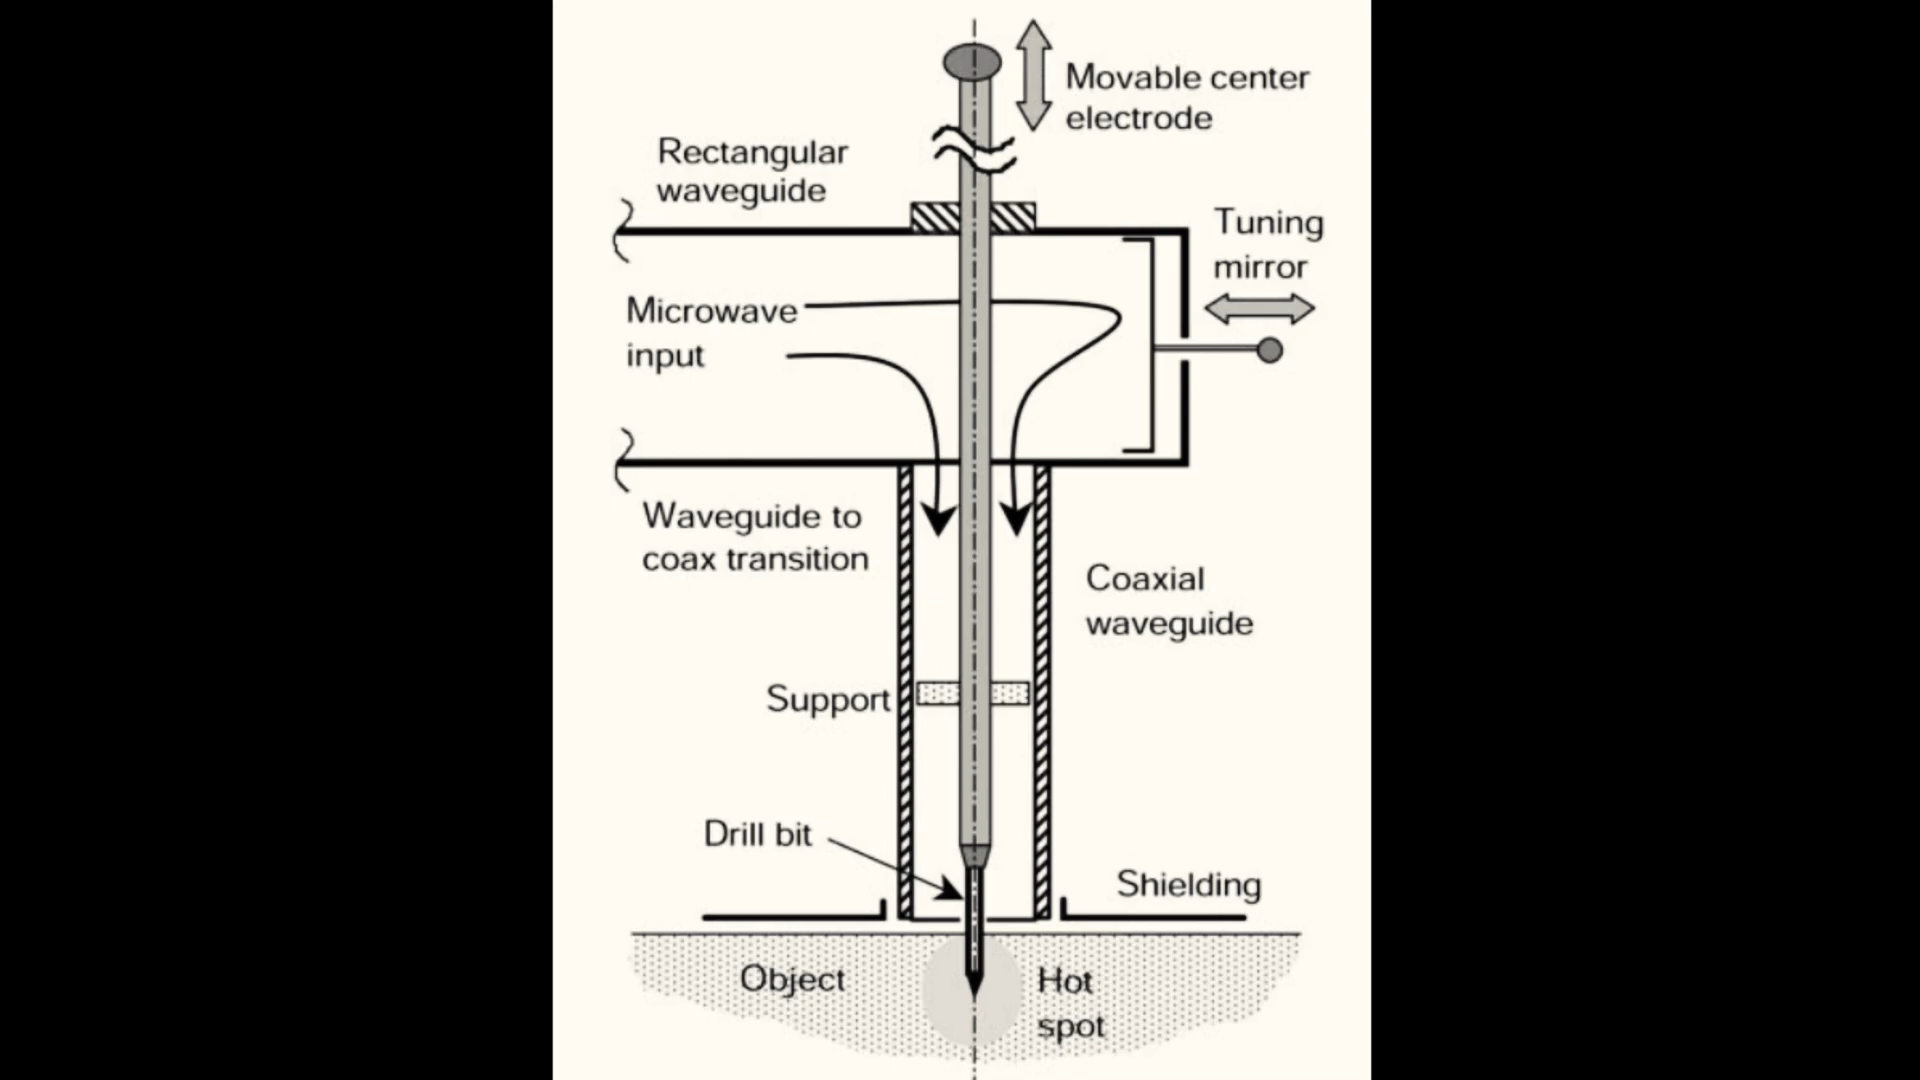 Movable center
electrode
Rectangular
waveguide
Tuning
mirror
Microwave
input
Waveguide to
coax transition
Coaxial
waveguide
Support
Drill bit
Shielding
Object
Hot
spot